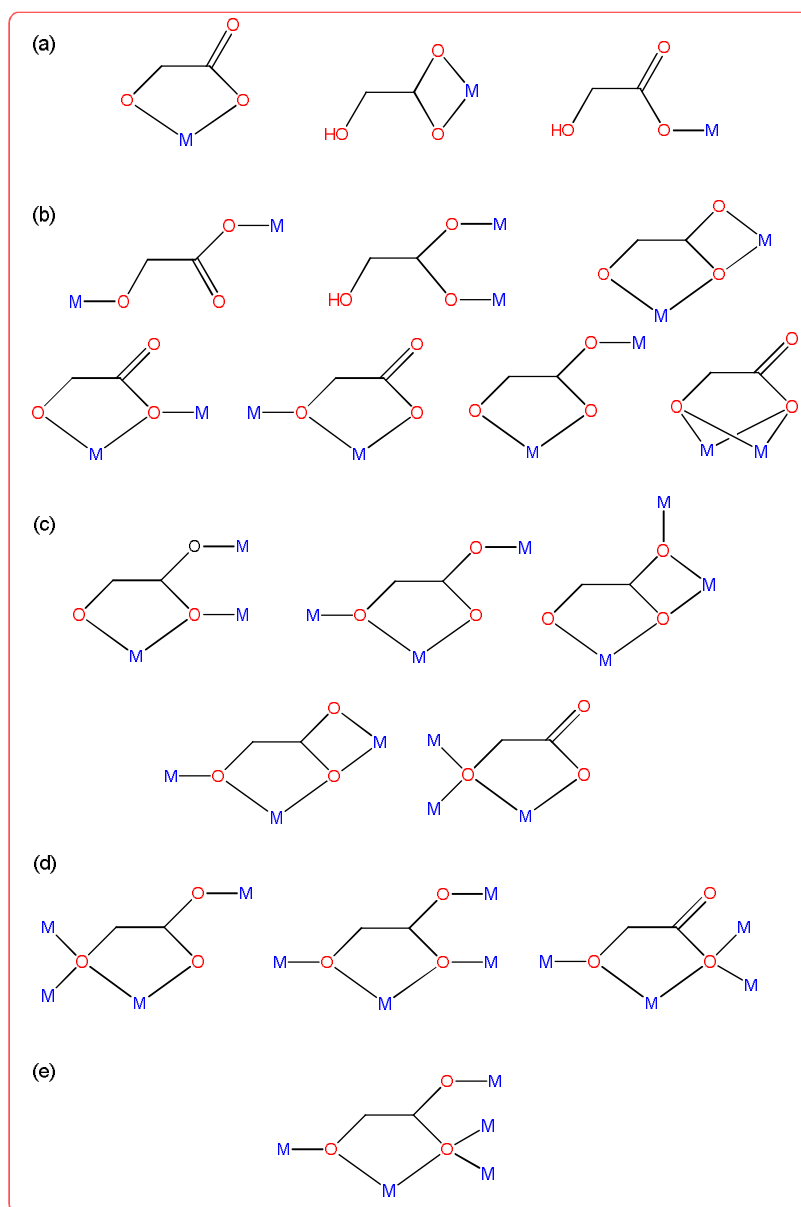 O
(a) O O
M
O O
HO O HO O M
M
O
(b) O M O M
M
O O
M O O HO O M
M
O O O M O
O O M M O O O O O O
M M M M M
M
(c) O M O M O
M
O O M M O O O O
M M M
O O
M M
M O O O O
M M M
(d)
O M O M O
M M
O O M O O M M O O
M M
M M M
(e)
O M
M
M O O
M
M